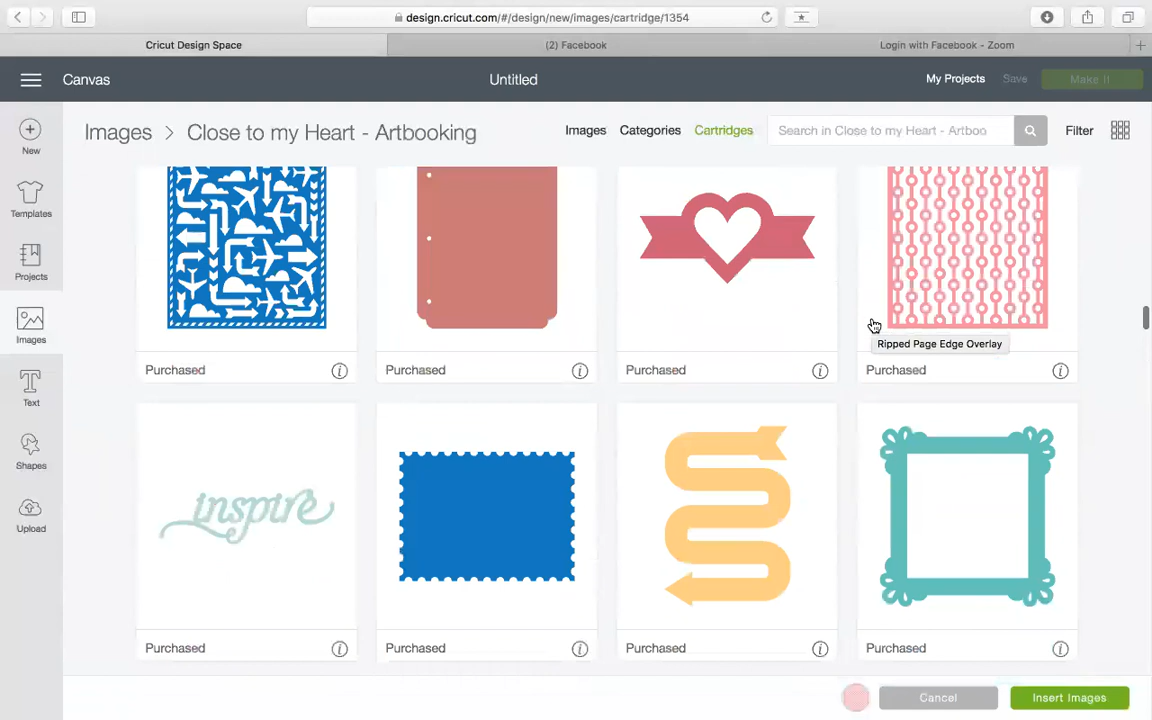 design.cricut.com/#/design/new/images/cartridge/1354
Cricut Design Space
(2) Facebook
Login with Facebook - Zoom
Canvas
Untitled
My Projects
Save
Make It
New
Templates
Projects
Images
Text
Shapes
Upload
Images > Close to my Heart - Artbooking
Images
Categories
Cartridges
Search in Close to my Heart - Artboo
Filter
Ripped Page Edge Overlay
Purchased
Purchased
Purchased
Purchased
inspire
Purchased
Purchased
Purchased
Purchased
Cancel
Insert Images